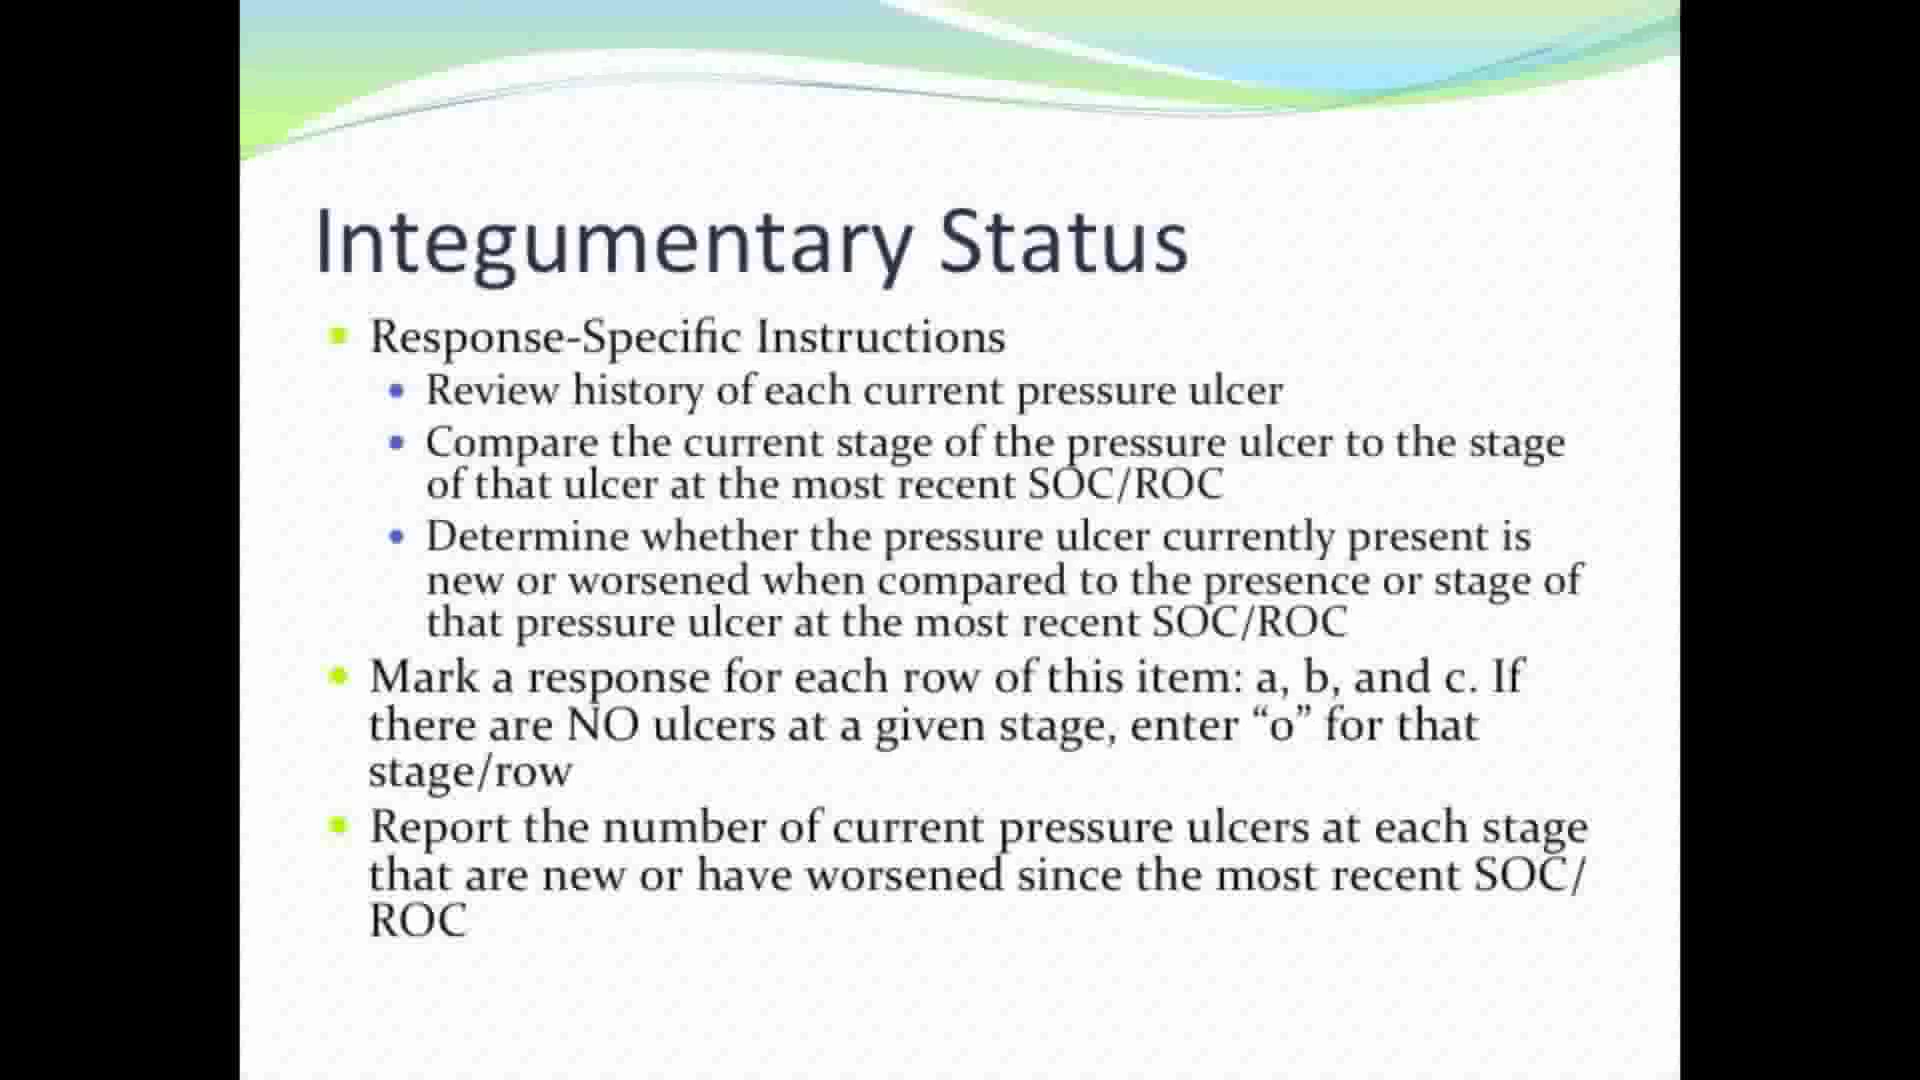 Integumentary Status
Response-Specific Instructions
Review history of each current pressure ulcer
Compare the current stage of the pressure ulcer to the stage
of that ulcer at the most recent SOC/ROC
Determine whether the pressure ulcer currently present is
new or worsened when compared to the presence or stage of
that pressure ulcer at the most recent SOC/ROC
Mark a response for each row of this item: a, b, and c. If
there are NO ulcers at a given stage, enter “0” for that
stage/row
Report the number of current pressure ulcers at each stage
that are new or have worsened since the most recent SOC/
ROC